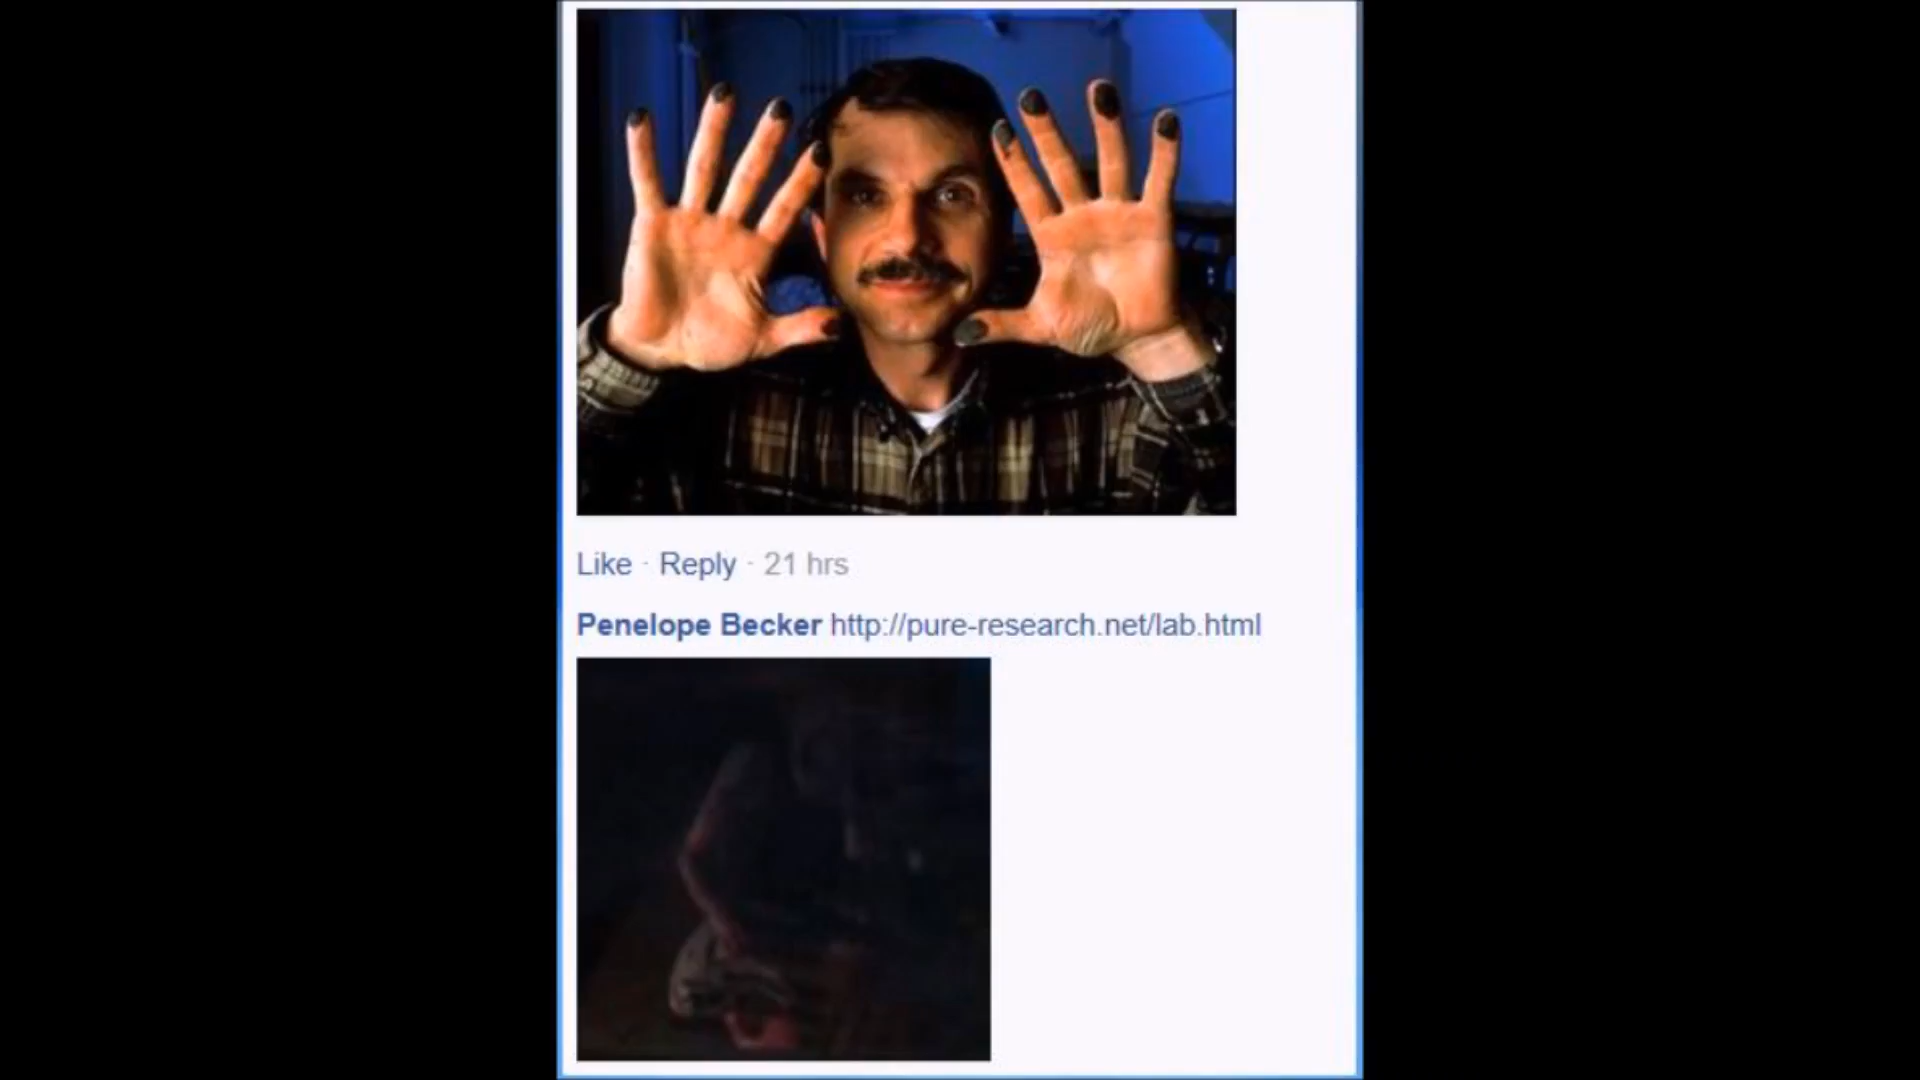 Like · Reply · 21 hrs
Penelope Becker http://pure-research.net/lab.html